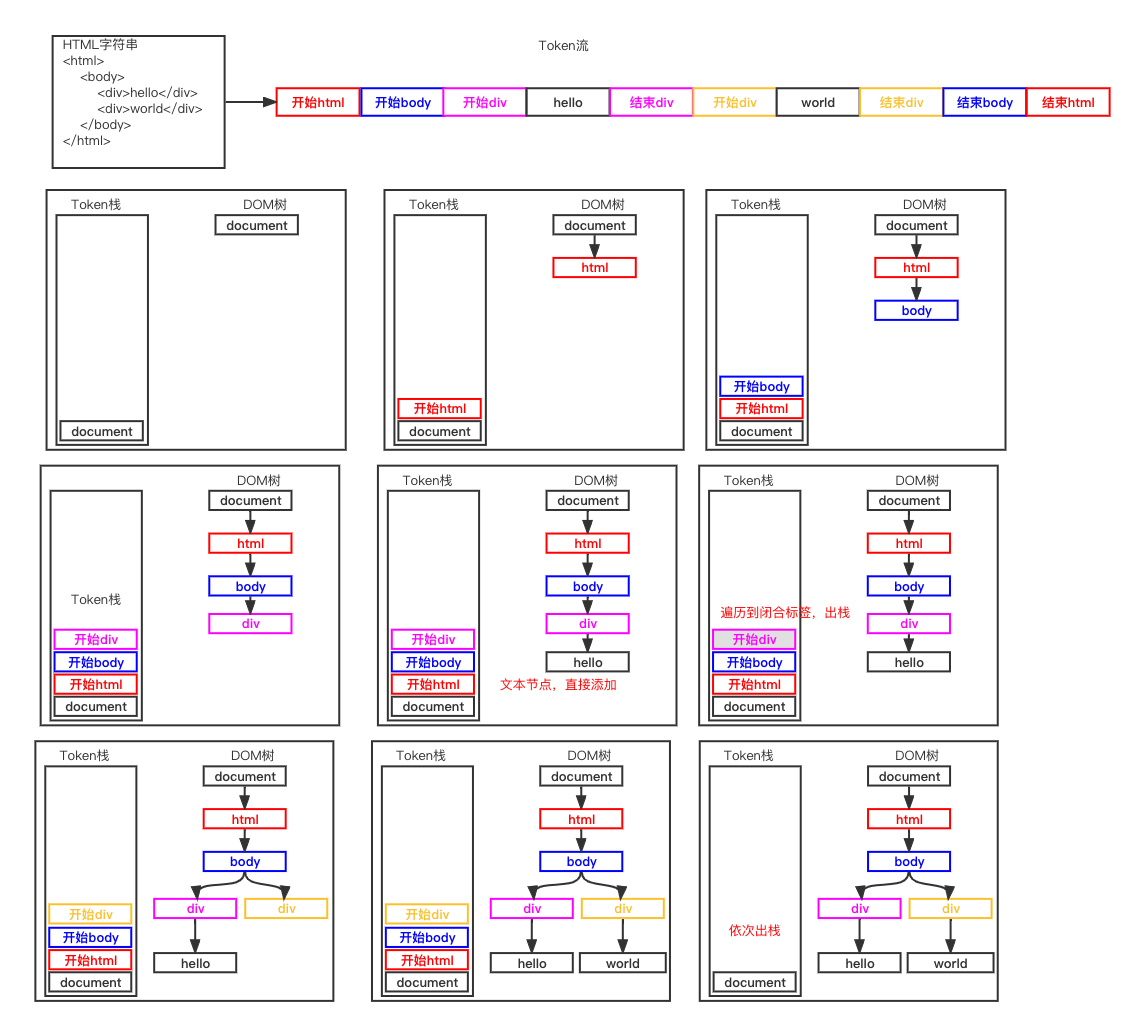 HTML字符串
<html>
<body>
<div>hello</div>
<div>world</div>
</body>
</html>
Token流
开始html 开始body 开始div hello 结束div 开始div world 结束div 结束body 结束html
Token栈 DOM树
document
document
Token栈 DOM树
document
html
开始html
document
Token栈 DOM树
document
html
body
开始body
开始html
document
DOM树
document
html
body
Token栈
div
开始div
开始body
开始html
document
Token栈 DOM树
document
html
body
div
开始div
hello
开始body
开始html
文本节点，直接添加
document
Token栈 DOM树
document
html
body
遍历到闭合标签，出栈
div
开始div
hello
开始body
开始html
document
Token栈 DOM树
document
html
body
div div
开始div
开始body
开始html
hello
document
Token栈 DOM树
document
html
body
div div
开始div
开始body
开始html
hello world
document
Token栈 DOM树
document
html
body
div div
依次出栈
hello world
document